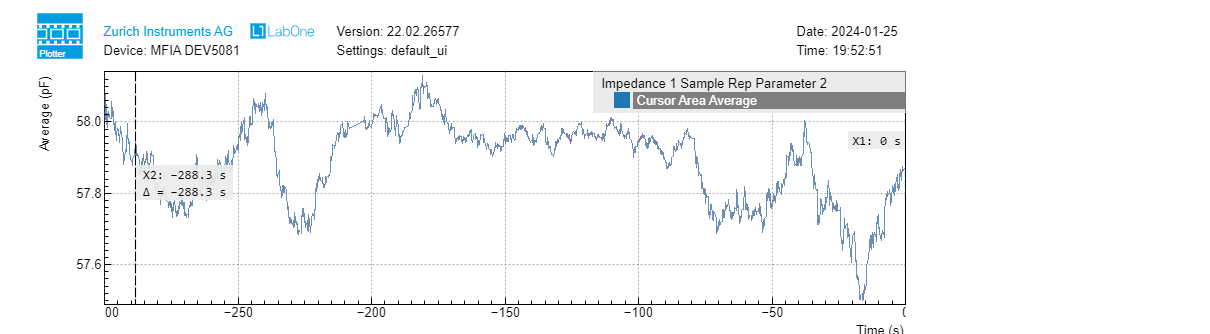 Zurich Instruments AG LabOne Version: 22.02.26577 Date: 2024-01-25
Plotter Device: MFIA DEV5081 Settings: default_ui Time: 19:52:51
Average (pF)
Impedance 1 Sample Rep Parameter 2
Cursor Area Average
58.0
X1: 0 s
X2: -288.3 s
Δ = -288.3 s
57.8
57.6
00 −250 −200 −150 −100 −50 0
Time (s)